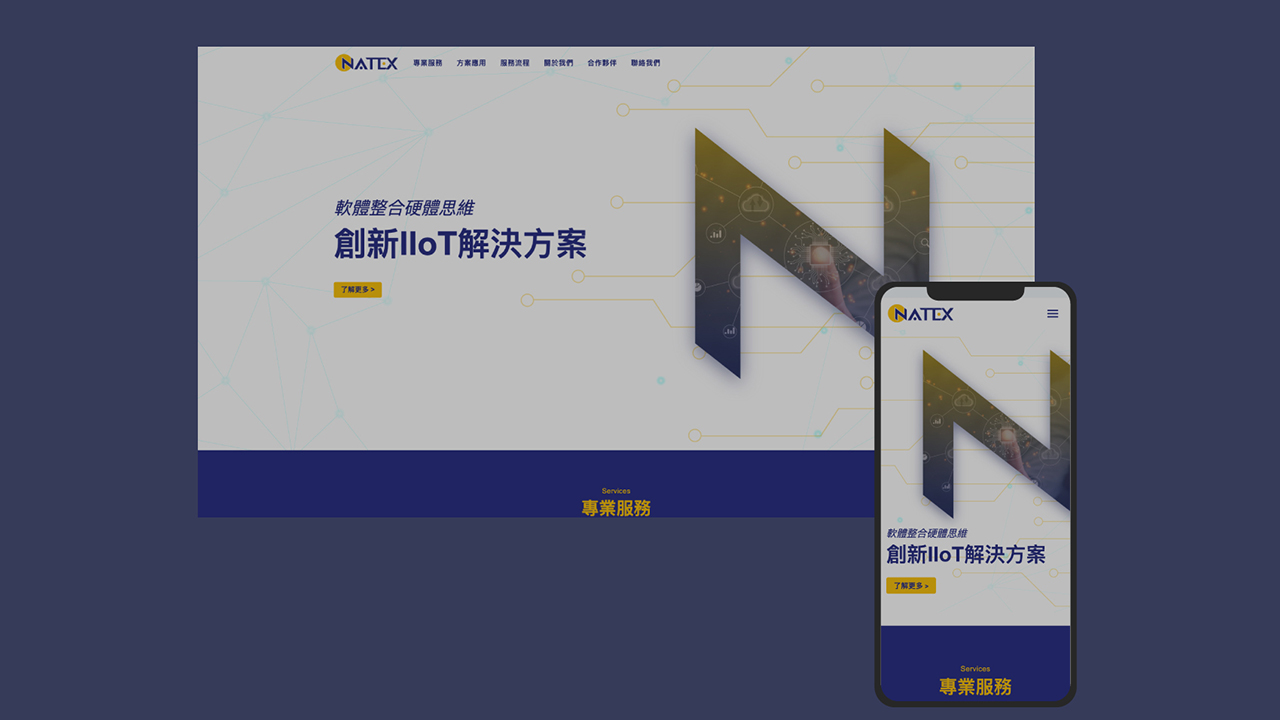 NATEX 專業服務 方案應用 服務流程 關於我們 合作夥伴 聯絡我們
軟體整合硬體思維
創新IIoT解決方案
了解更多 >
Services
專業服務
NATEX
軟體整合硬體思維
創新IIoT解決方案
了解更多 >
Services
專業服務